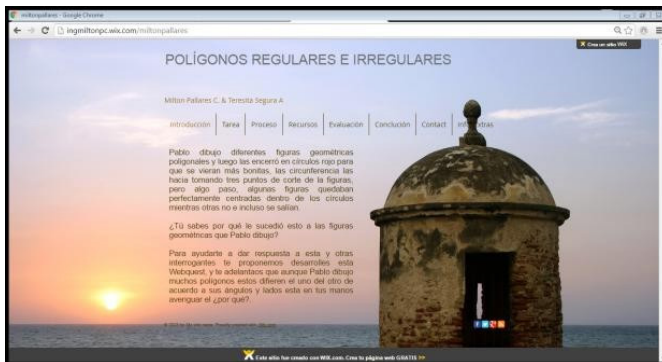 miltonpallares - Google Chrome
ingmiltonpc.wix.com/miltonpallares
Crea un sitio WiX
POLÍGONOS REGULARES E IRREGULARES
Milton Pallares C. & Teresita Segura A
Introducción Tarea Proceso Recursos Evaluación Conclución Contact extras
Pablo dibujo diferentes figuras geométricas
poligonales y luego las encerró en círculos rojo para
que se vieran más bonitas, las circunferencia las
hacia tomando tres puntos de corte de la figuras,
pero algo paso, algunas figuras quedaban
perfectamente centradas dentro de los círculos
mientras otras no e incluso se salían.
¿Tú sabes por qué le sucedió esto a las figuras
geométricas que Pablo dibujo?
Para ayudarte a dar respuesta a esta y otras
interrogantes te proponemos desarrolles esta
Webquest, y te adelantaos que aunque Pablo dibujo
muchos polígonos estos difieren el uno del otro de
acuerdo a sus ángulos y lados esta en tus manos
averiguar el ¿por qué?.
Este sitio fue creado con WIX.com. Crea tu página web GRATIS >>